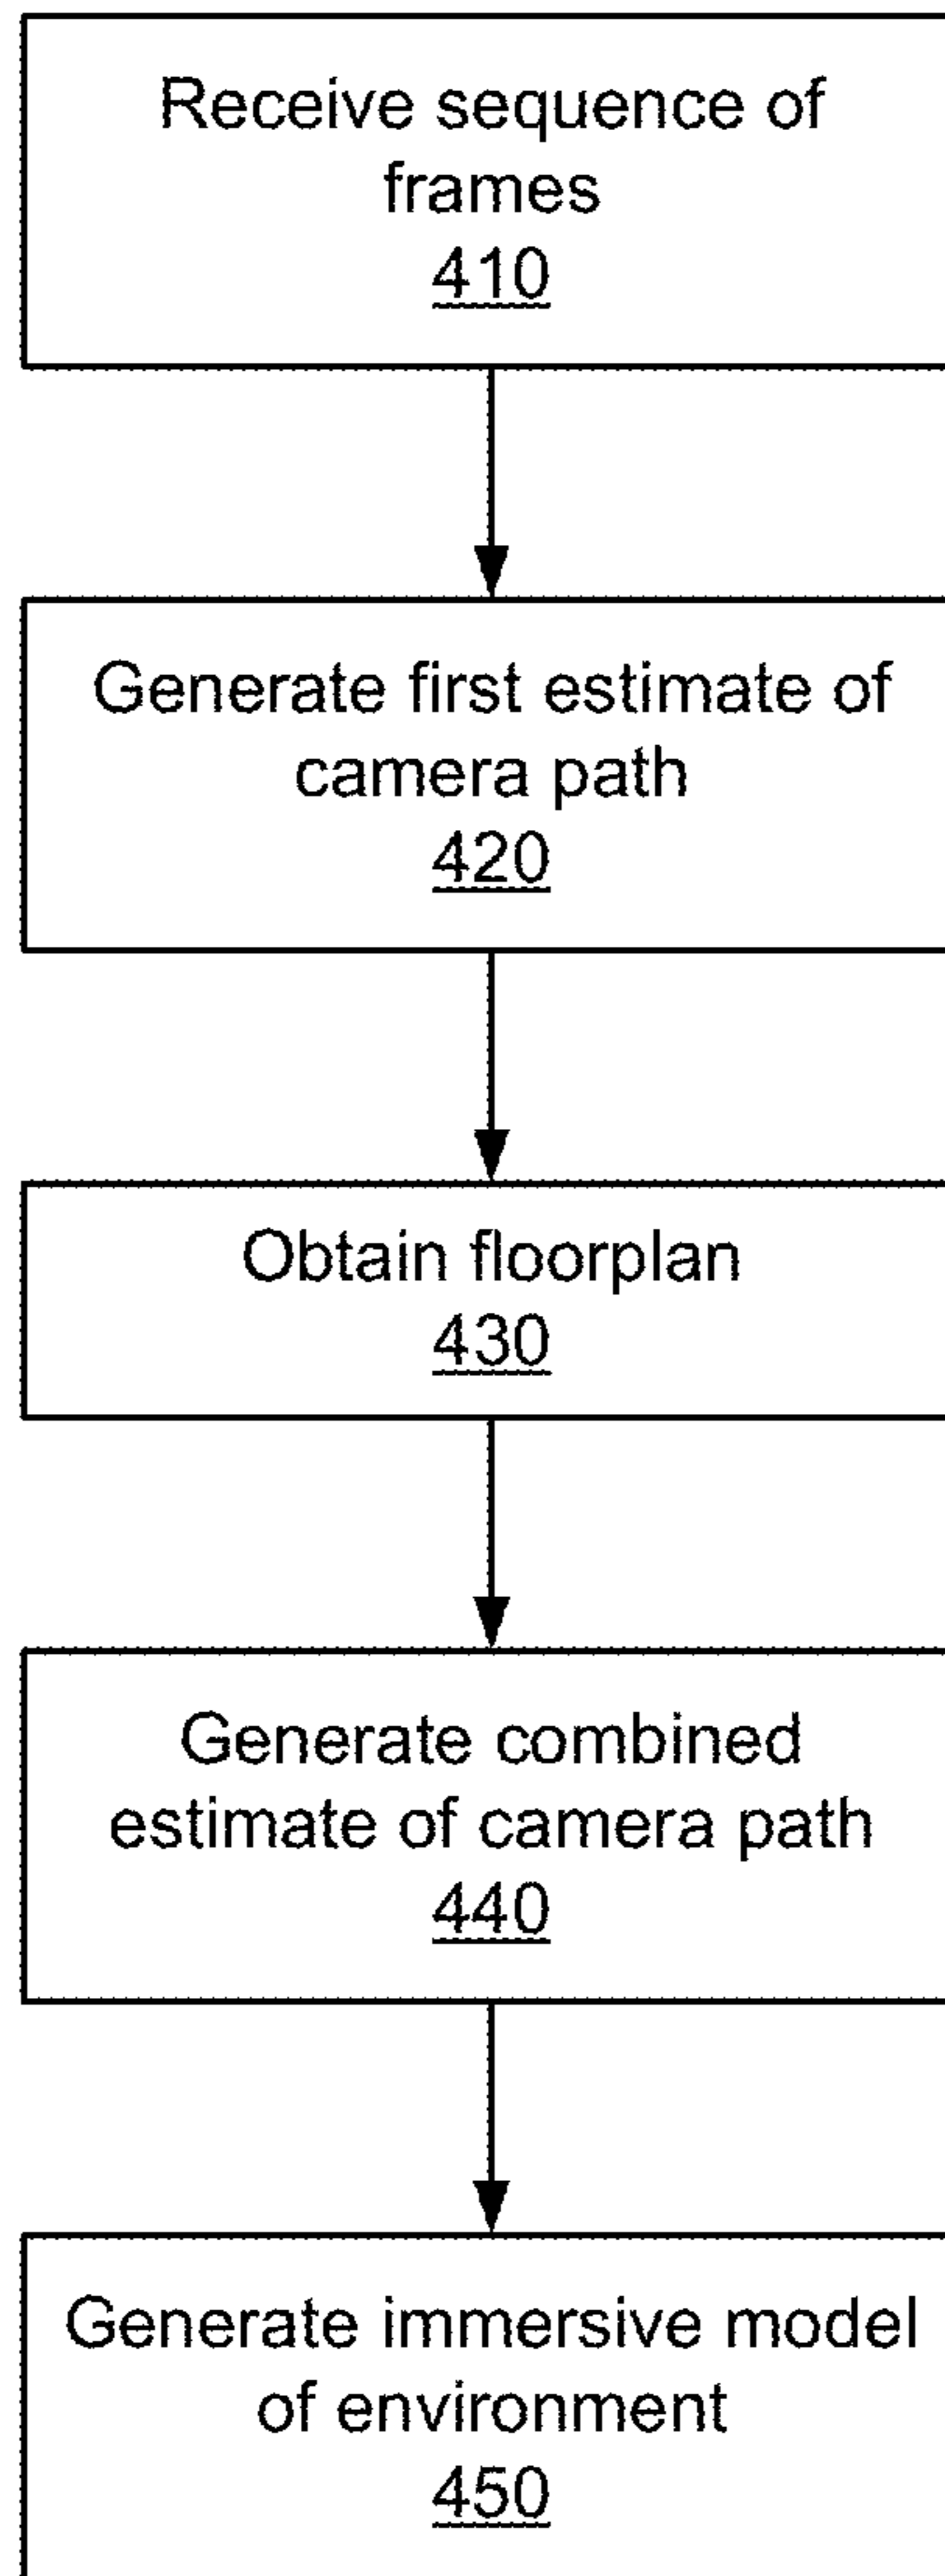 Receive sequence of
frames
410
Generate first estimate of
camera path
420
Obtain floorplan
430
Generate combined
estimate of camera path
440
Generate immersive model
of environment
450